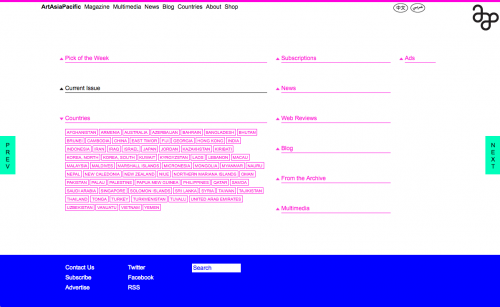 ArtAsiaPacific Magazine Multimedia News Blog Countries About Shop
中文
aap
Pick of the Week
Subscriptions
Ads
Current Issue
News
Countries
Web Reviews
Blog
From the Archive
Multimedia
AFGHANISTAN ARMENIA AUSTRALIA AZERBAIJAN BAHRAIN BANGLADESH BHUTAN
BRUNEI CAMBODIA CHINA EAST TIMOR FIJI GEORGIA HONG KONG INDIA
INDONESIA IRAN IRAQ ISRAEL JAPAN JORDAN KAZAKHSTAN KIRIBATI
KOREA, NORTH KOREA, SOUTH KUWAIT KYRGYZSTAN LAOS LEBANON MACAU
MALAYSIA MALDIVES MARSHALL ISLANDS MICRONESIA MONGOLIA MYANMAR NAURU
NEPAL NEW CALEDONIA NEW ZEALAND NIUE NORTHERN MARIANA ISLANDS OMAN
PAKISTAN PALAU PALESTINE PAPUA NEW GUINEA PHILIPPINES QATAR SAMOA
SAUDI ARABIA SINGAPORE SOLOMON ISLANDS SRI LANKA SYRIA TAIWAN TAJIKISTAN
THAILAND TONGA TURKEY TURKMENISTAN TUVALU UNITED ARAB EMIRATES
UZBEKISTAN VANUATU VIETNAM YEMEN
PREV
NEXT
Contact Us Twitter Search
Subscribe Facebook
Advertise RSS